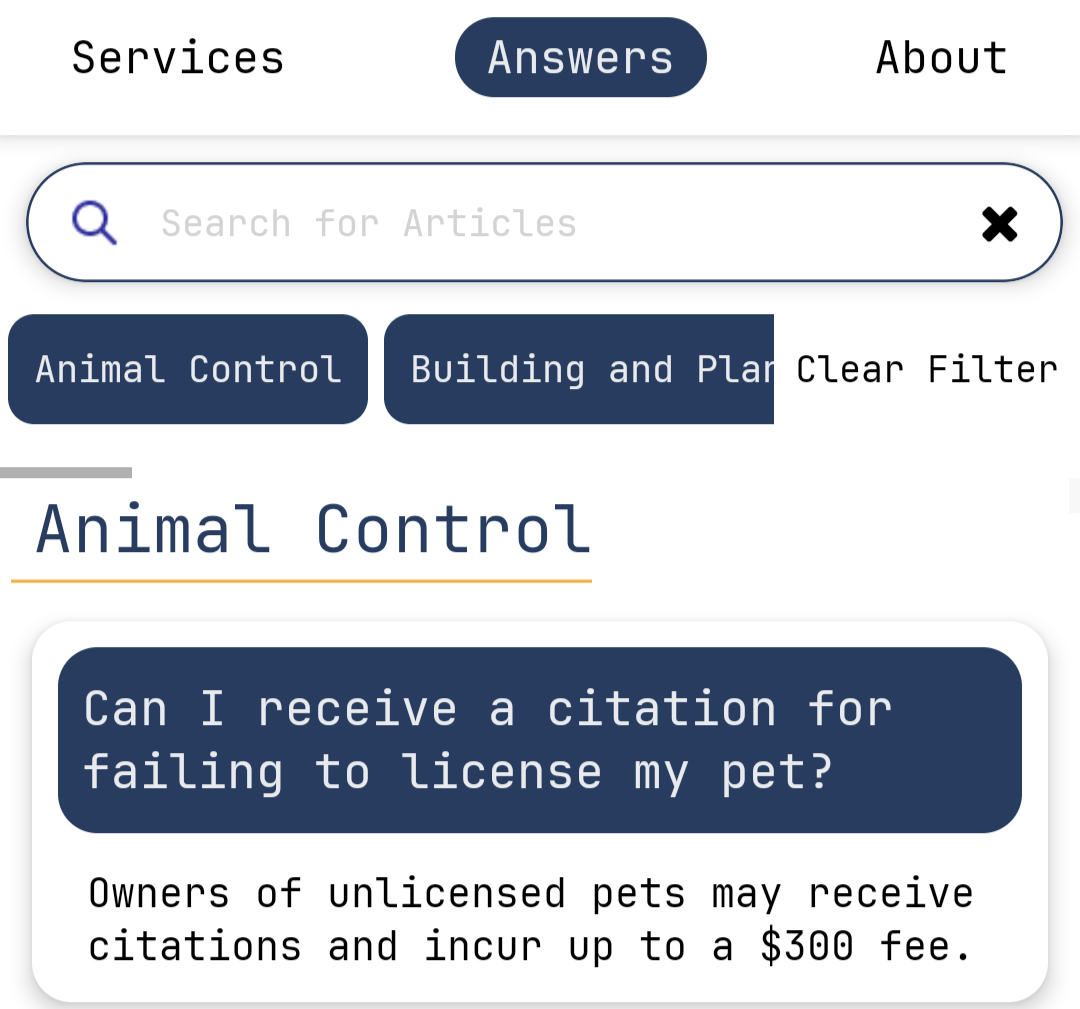 Services Answers About
Search for Articles
Animal Control Building and Clear Filter
Animal Control
Can I receive a citation for
failing to license my pet?
Owners of unlicensed pets may receive
citations and incur up to a $300 fee.